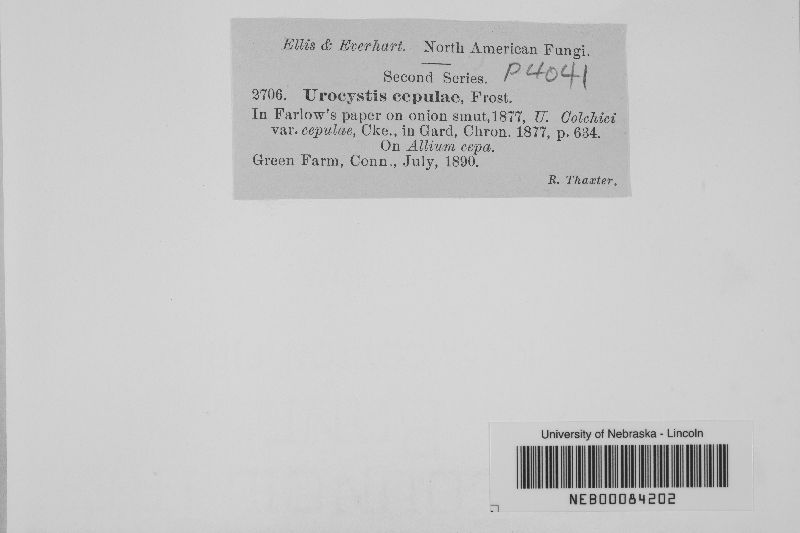 Ellis & Everhart. North American Fungi.
Second Series. P4041
2706. Urocystis cepulae, Frost.
In Farlow's paper on onion smut, 1877, U. Colchici
var. cepulae, Cke., in Gard, Chron. 1877, p. 634.
On Allium cepa.
Green Farm, Conn., July, 1890.
R. Thaxter.
University of Nebraska - Lincoln
NEB00084202